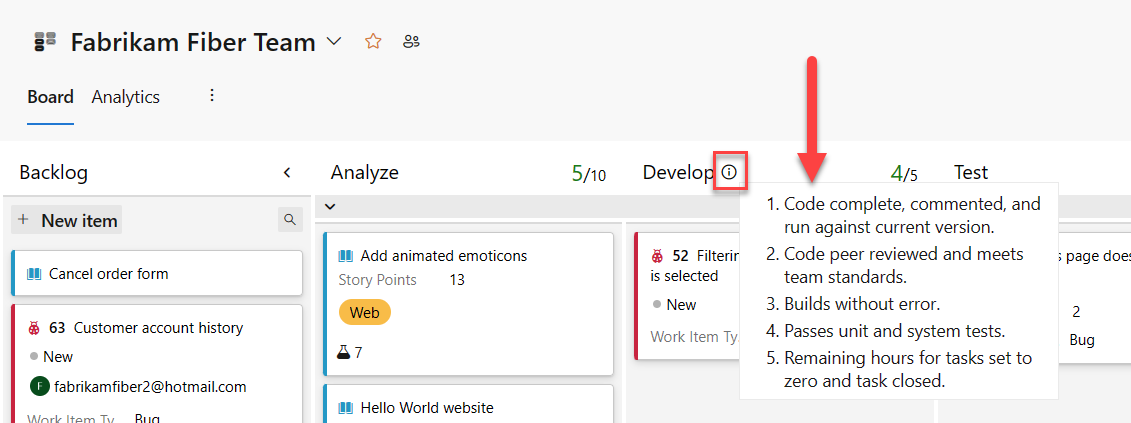 Fabrikam Fiber Team
Board Analytics
Backlog
Analyze 5/10
Develop 4/5
Test
+ New item
Cancel order form
63 Customer account history
New
F fabrikamfiber2@hotmail.com
Work Item Ty... Bug
Add animated emoticons
Story Points 13
Web
7
Hello World website
52 Filterin
is selected
New
Work Item Ty
1. Code complete, commented, and
run against current version.
2. Code peer reviewed and meets
team standards.
3. Builds without error.
4. Passes unit and system tests.
5. Remaining hours for tasks set to
zero and task closed.
s page does
2
Bug